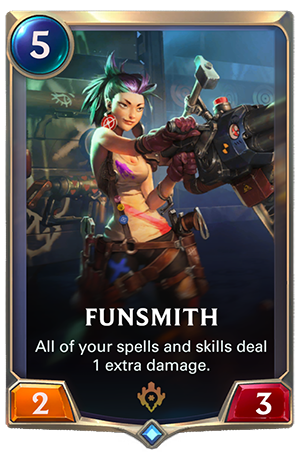 5
FUNSMITH
All of your spells and skills deal
1 extra damage.
2
3